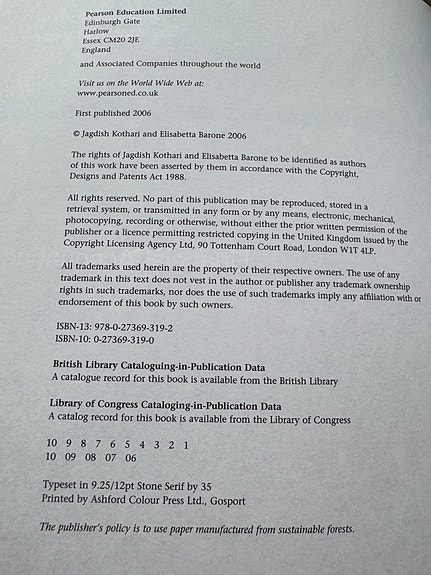 Pearson Education Limited
Edinburgh Gate
Harlow
Essex CM20 2JE
England
and Associated Companies throughout the world
Visit us on the World Wide Web at:
www.pearsoned.co.uk
First published 2006
© Jagdish Kothari and Elisabetta Barone 2006
The rights of Jagdish Kothari and Elisabetta Barone to be identified as authors
of this work have been asserted by them in accordance with the Copyright,
Designs and Patents Act 1988.
All rights reserved. No part of this publication may be reproduced, stored in a
retrieval system, or transmitted in any form or by any means, electronic, mechanical,
photocopying, recording or otherwise, without either the prior written permission of the
publisher or a licence permitting restricted copying in the United Kingdom issued by the
Copyright Licensing Agency Ltd, 90 Tottenham Court Road, London W1T 4LP.
All trademarks used herein are the property of their respective owners. The use of any
trademark in this text does not vest in the author or publisher any trademark ownership
rights in such trademarks, nor does the use of such trademarks imply any affiliation with or
endorsement of this book by such owners.
ISBN-13: 978-0-27369-319-2
ISBN-10: 0-27369-319-0
British Library Cataloguing-in-Publication Data
A catalogue record for this book is available from the British Library
Library of Congress Cataloging-in-Publication Data
A catalog record for this book is available from the Library of Congress
10 9 8 7 6 5 4 3 2 1
10 09 08 07 06
Typeset in 9.25/12pt Stone Serif by 35
Printed by Ashford Colour Press Ltd., Gosport
The publisher's policy is to use paper manufactured from sustainable forests.